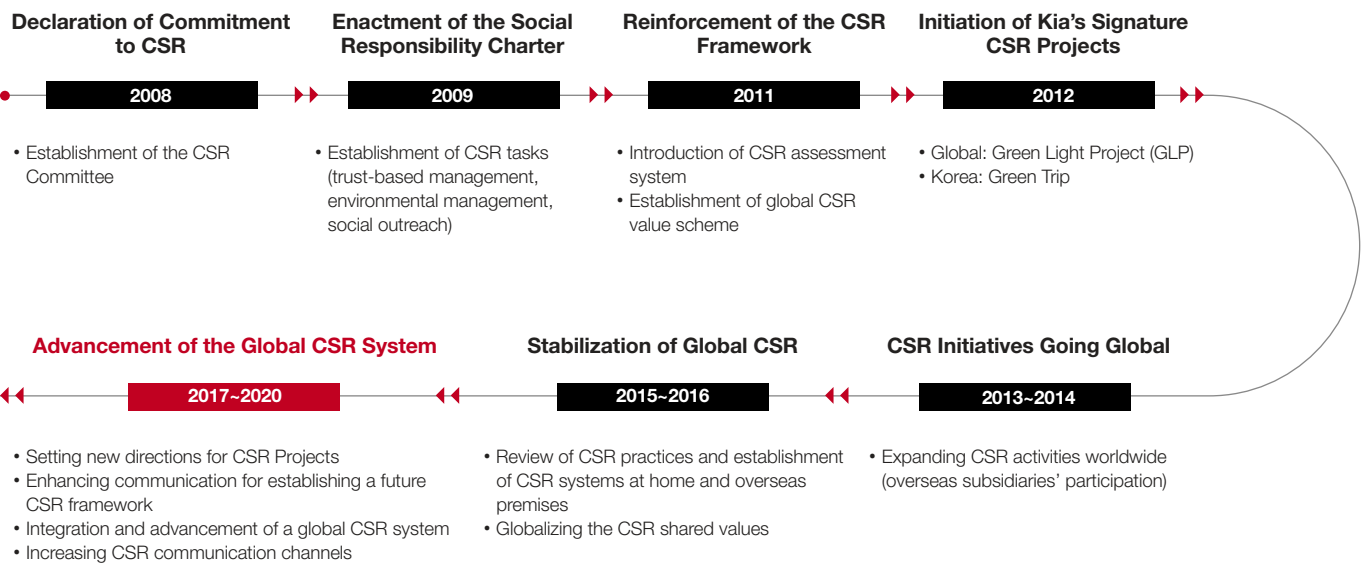 Declaration of Commitment
to CSR
2008
• Establishment of the CSR
Committee
Enactment of the Social
Responsibility Charter
2009
• Establishment of CSR tasks
(trust-based management,
environmental management,
social outreach)
Reinforcement of the CSR
Framework
2011
• Introduction of CSR assessment
system
• Establishment of global CSR
value scheme
Initiation of Kia's Signature
CSR Projects
2012
• Global: Green Light Project (GLP)
• Korea: Green Trip
CSR Initiatives Going Global
2013~2014
• Expanding CSR activities worldwide
(overseas subsidiaries' participation)
Stabilization of Global CSR
2015~2016
• Review of CSR practices and establishment
of CSR systems at home and overseas
premises
• Globalizing the CSR shared values
Advancement of the Global CSR System
2017~2020
• Setting new directions for CSR Projects
• Enhancing communication for establishing a future
CSR framework
• Integration and advancement of a global CSR system
• Increasing CSR communication channels